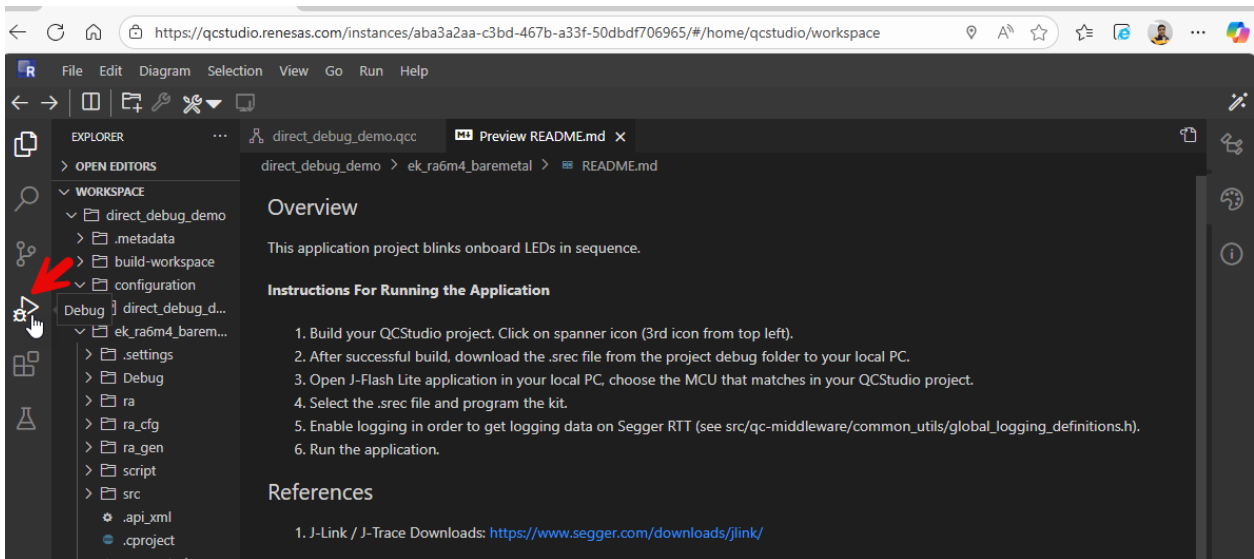 https://qcstudio.renesas.com/instances/aba3a2aa-c3bd-467b-a33f-50dbdf706965/#/home/qcstudio/workspace
R File Edit Diagram Selection View Go Run Help
EXPLORER ... direct_debug_demo.qcc Preview README.md
OPEN EDITORS
direct_debug_demo > ek_ra6m4_baremetal > README.md
WORKSPACE
direct_debug_demo
.metadata
build-workspace
configuration
direct_debug_d...
Debug
ek_ra6m4_barem...
.settings
Debug
ra
ra_cfg
ra_gen
script
src
.api_xml
.cproject
Overview
This application project blinks onboard LEDs in sequence.
Instructions For Running the Application
1. Build your QCStudio project. Click on spanner icon (3rd icon from top left).
2. After successful build, download the .srec file from the project debug folder to your local PC.
3. Open J-Flash Lite application in your local PC, choose the MCU that matches in your QCStudio project.
4. Select the .srec file and program the kit.
5. Enable logging in order to get logging data on Segger RTT (see src/qc-middleware/common_utils/global_logging_definitions.h).
6. Run the application.
References
1. J-Link / J-Trace Downloads: https://www.segger.com/downloads/jlink/